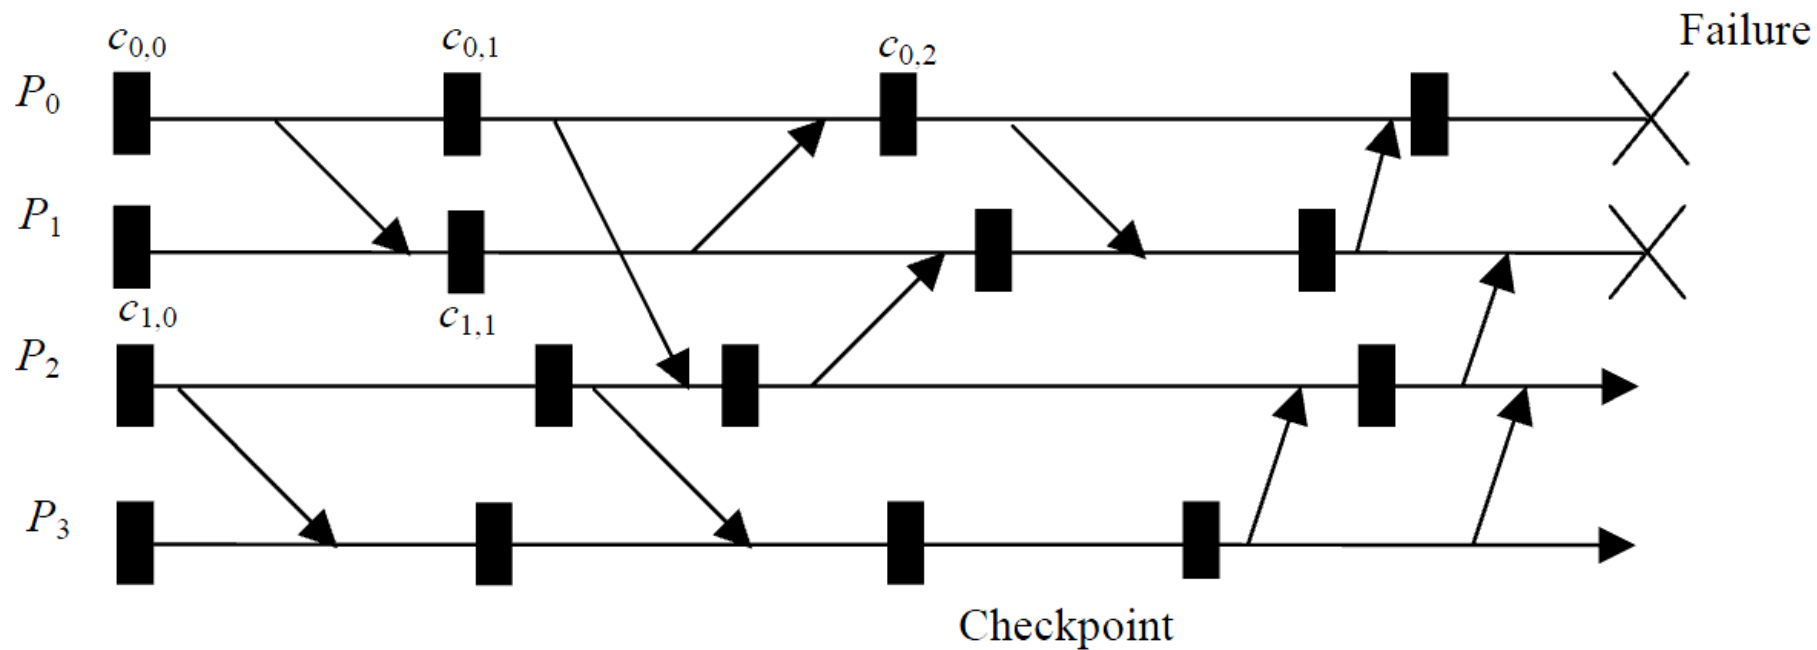 c0,0 c0,1 c0,2 Failure
P0
P1
c1,0 c1,1
P2
P3
Checkpoint